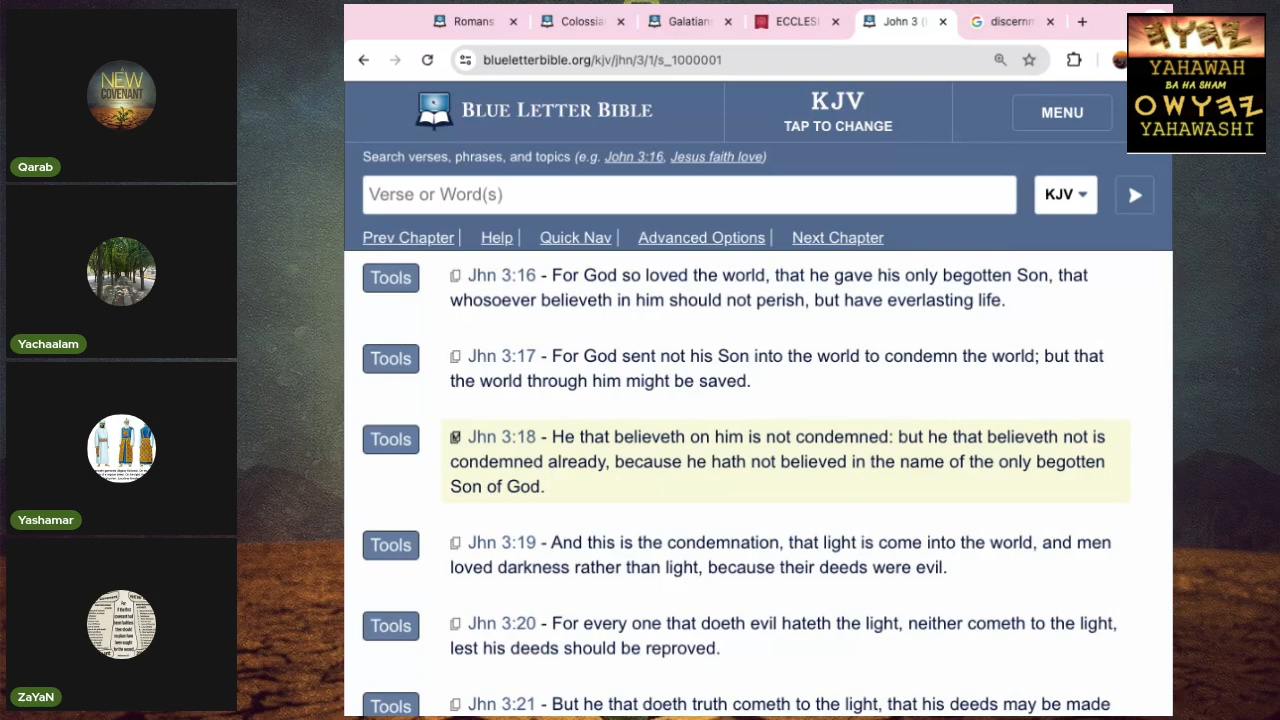 A NEW
COVENANT
Qarab
Yachaalam
Yashamar
ZaYaN
Romans
Colossia
Galatian
ECCLESI
John 3 (
discernm
blueletterbible.org/kjv/jhn/3/1/s_1000001
YAHAWAH
BA HA SHAM
YAHAWASHI
BLUE LETTER BIBLE
KJV
TAP TO CHANGE
MENU
Search verses, phrases, and topics (e.g. John 3:16, Jesus faith love)
Verse or Word(s)
KJV
Prev Chapter | Help | Quick Nav | Advanced Options | Next Chapter
Tools
Jhn 3:16 - For God so loved the world, that he gave his only begotten Son, that
whosoever believeth in him should not perish, but have everlasting life.
Tools
Jhn 3:17 - For God sent not his Son into the world to condemn the world; but that
the world through him might be saved.
Tools
Jhn 3:18 - He that believeth on him is not condemned: but he that believeth not is
condemned already, because he hath not believed in the name of the only begotten
Son of God.
Tools
Jhn 3:19 - And this is the condemnation, that light is come into the world, and men
loved darkness rather than light, because their deeds were evil.
Tools
Jhn 3:20 - For every one that doeth evil hateth the light, neither cometh to the light,
lest his deeds should be reproved.
Tools
Jhn 3:21 - But he that doeth truth cometh to the light, that his deeds may be made